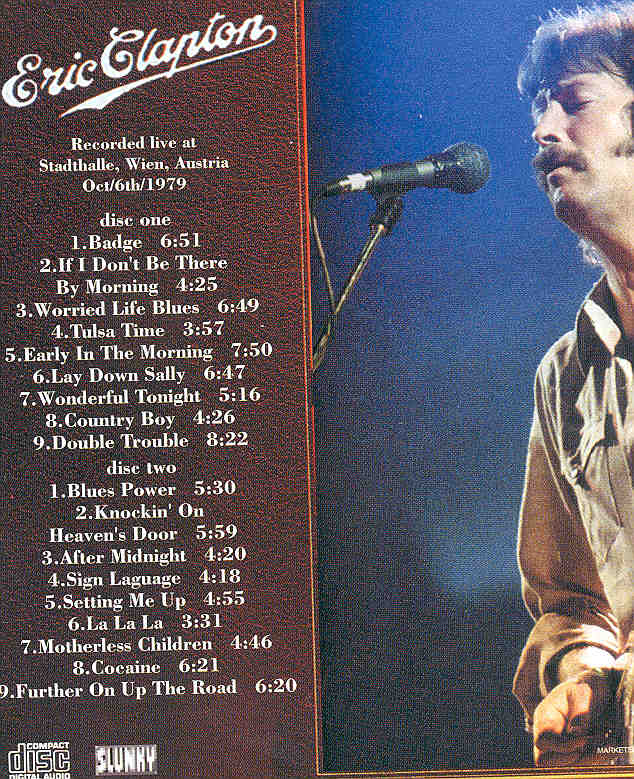 Eric Clapton
Recorded live at
Stadthalle, Wien, Austria
Oct/6th/1979
disc one
1.Badge 6:51
2.If I Don't Be There
By Morning 4:25
3.Worried Life Blues 6:49
4.Tulsa Time 3:57
5.Early In The Morning 7:50
6.Lay Down Sally 6:47
7.Wonderful Tonight 5:16
8.Country Boy 4:26
9.Double Trouble 8:22
disc two
1.Blues Power 5:30
2.Knockin' On
Heaven's Door 5:59
3.After Midnight 4:20
4.Sign Laguage 4:18
5.Setting Me Up 4:55
6.La La La 3:31
7.Motherless Children 4:46
8.Cocaine 6:21
9.Further On Up The Road 6:20
COMPACT
disc
DIGITAL AUDIO
SLUNKY